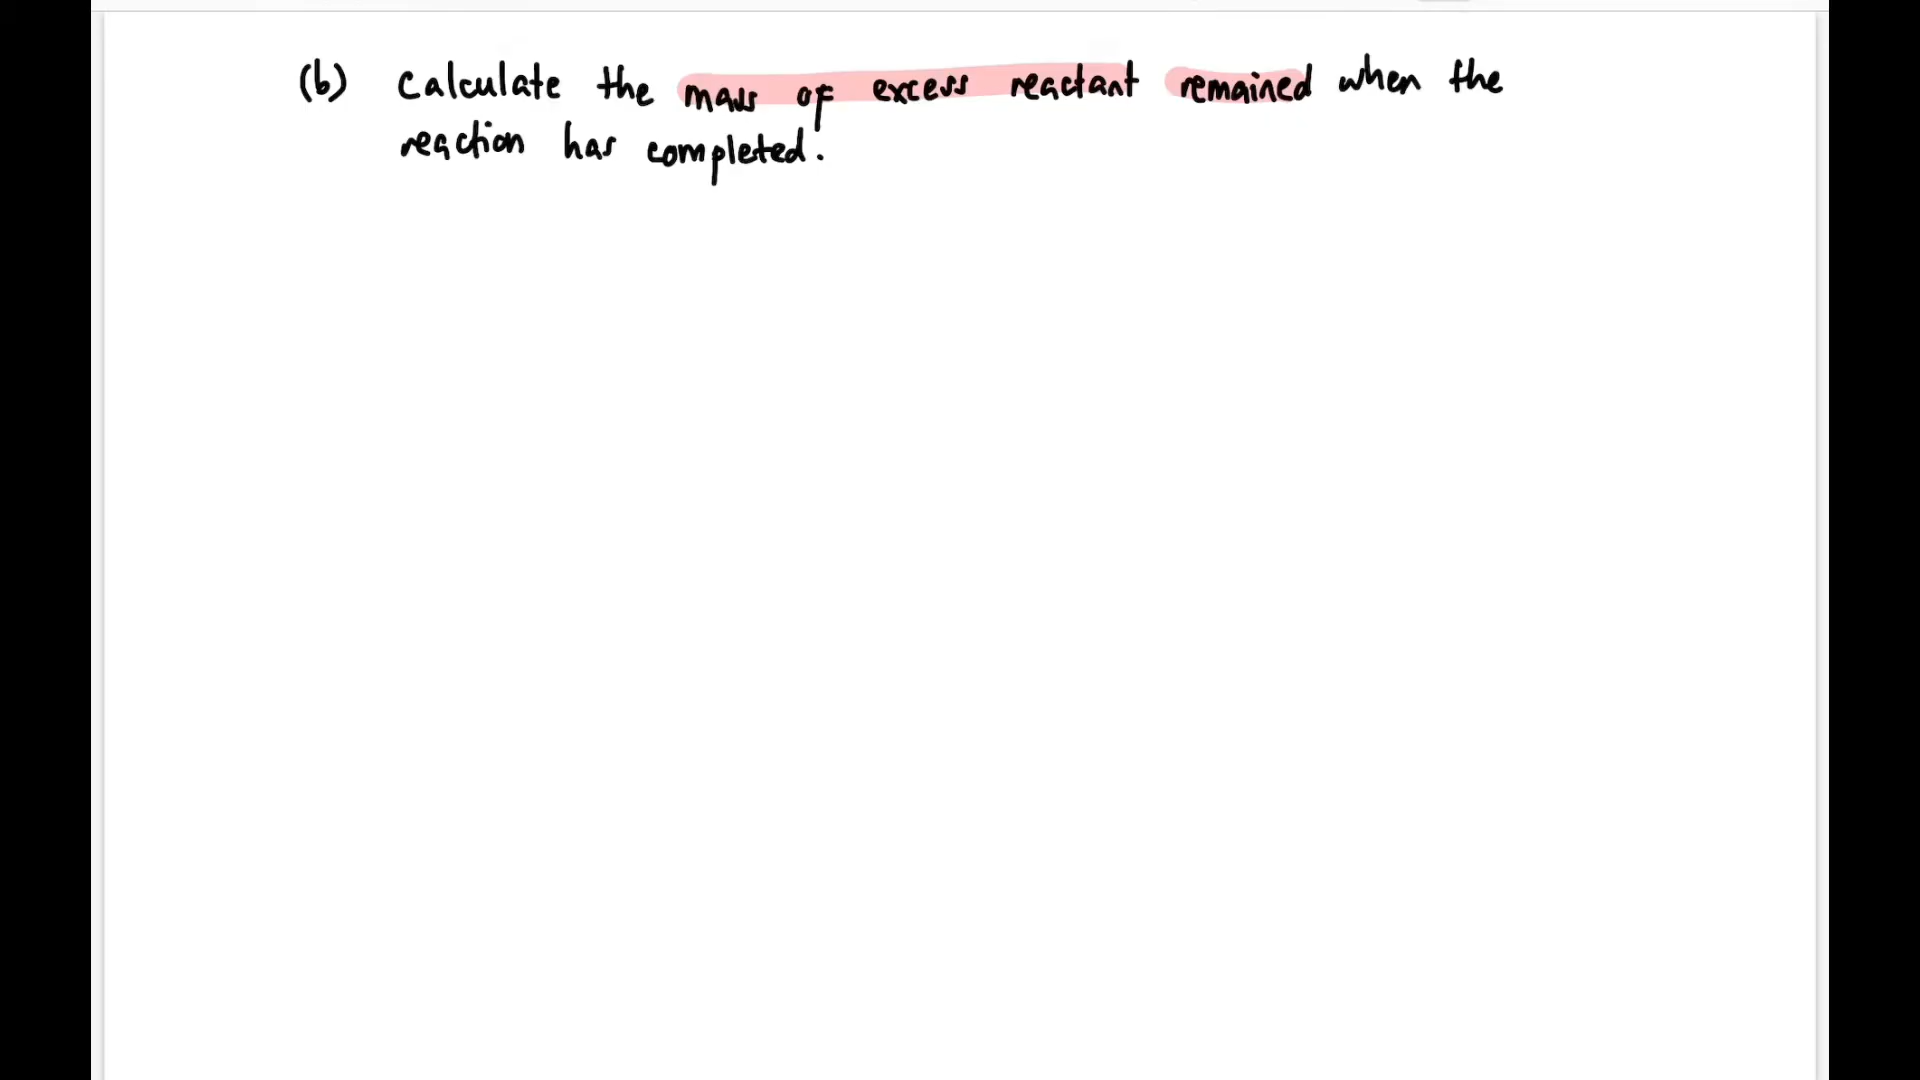 (b) Calculate the mass of excess reactant remained when the
reaction has completed.